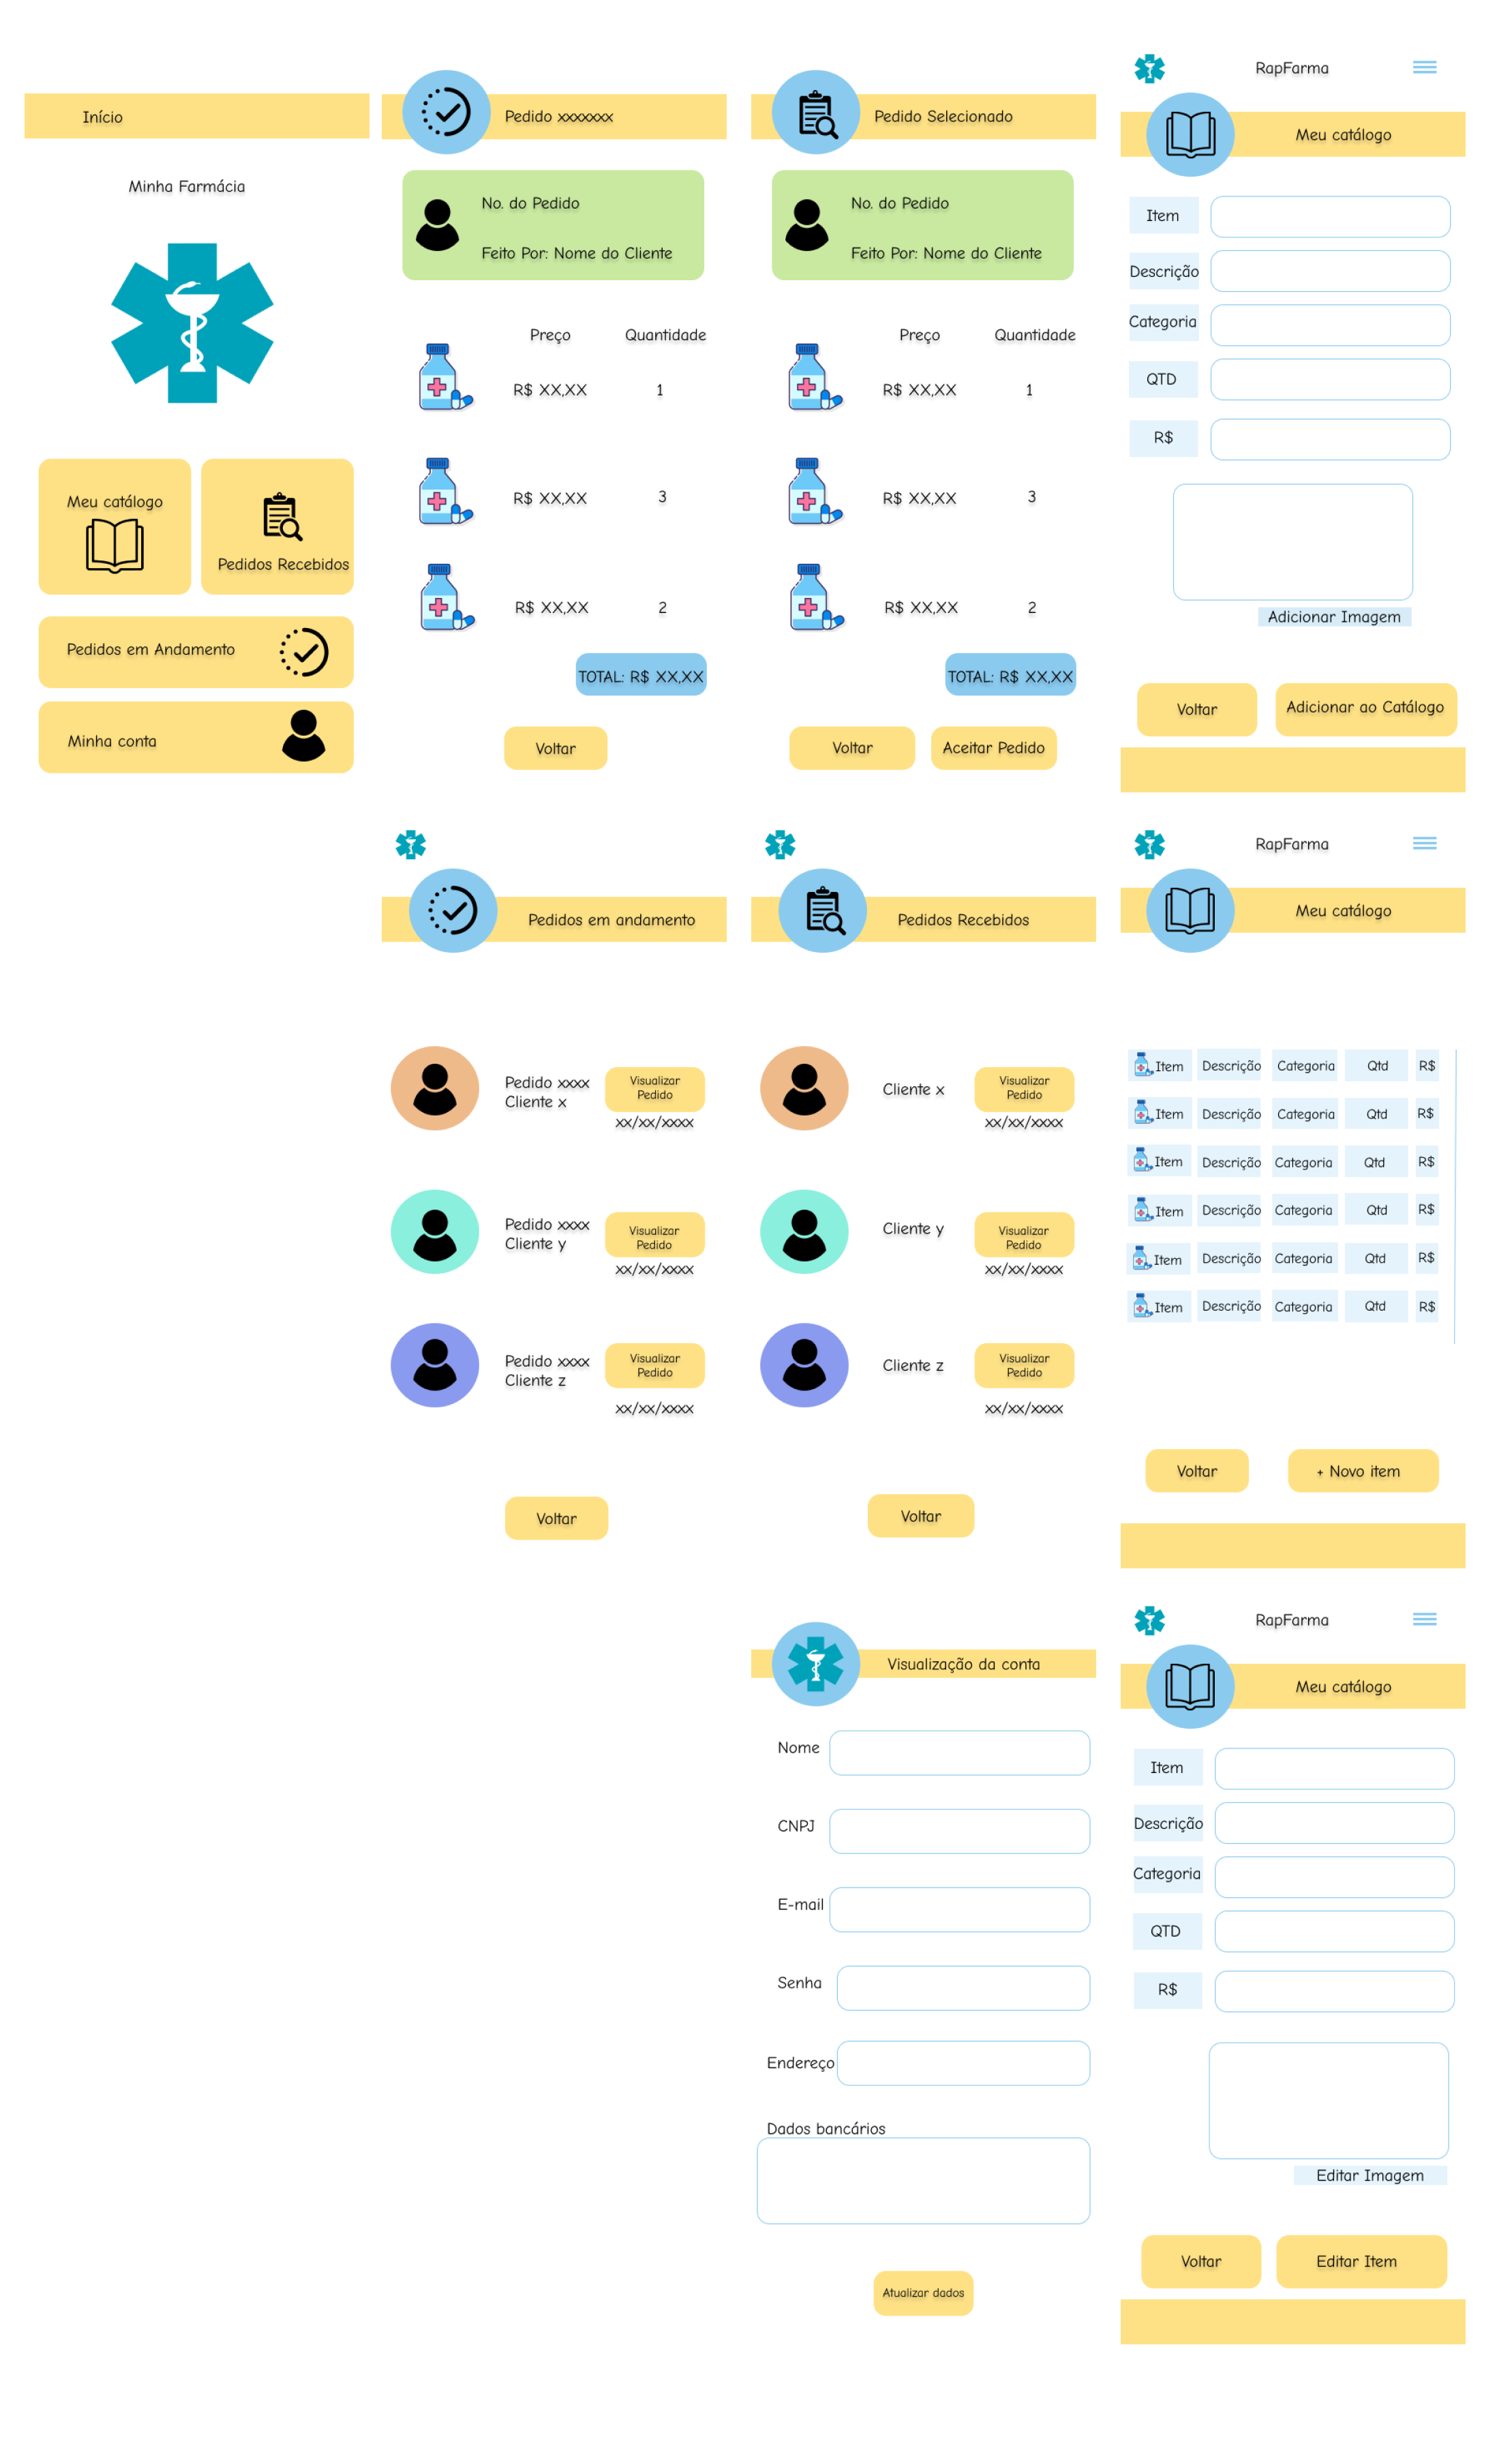 Início
Minha Farmácia
Meu catálogo
Pedidos Recebidos
Pedidos em Andamento
Minha conta
Pedido xxxxxxx
No. do Pedido
Feito Por: Nome do Cliente
Preço Quantidade
R$ XX,XX 1
R$ XX,XX 3
R$ XX,XX 2
TOTAL: R$ XX,XX
Voltar
Pedido Selecionado
No. do Pedido
Feito Por: Nome do Cliente
Preço Quantidade
R$ XX,XX 1
R$ XX,XX 3
R$ XX,XX 2
TOTAL: R$ XX,XX
Voltar Aceitar Pedido
RapFarma
Meu catálogo
Item
Descrição
Categoria
QTD
R$
Adicionar Imagem
Voltar Adicionar ao Catálogo
Pedidos em andamento
Pedido xxxx
Cliente x
Visualizar
Pedido
xx/xx/xxxx
Pedido xxxx
Cliente y
Visualizar
Pedido
xx/xx/xxxx
Pedido xxxx
Cliente z
Visualizar
Pedido
xx/xx/xxxx
Voltar
Pedidos Recebidos
Cliente x
Visualizar
Pedido
xx/xx/xxxx
Cliente y
Visualizar
Pedido
xx/xx/xxxx
Cliente z
Visualizar
Pedido
xx/xx/xxxx
Voltar
RapFarma
Meu catálogo
Item Descrição Categoria Qtd R$
Item Descrição Categoria Qtd R$
Item Descrição Categoria Qtd R$
Item Descrição Categoria Qtd R$
Item Descrição Categoria Qtd R$
Item Descrição Categoria Qtd R$
Voltar + Novo item
Visualização da conta
Nome
CNPJ
E-mail
Senha
Endereço
Dados bancários
Atualizar dados
RapFarma
Meu catálogo
Item
Descrição
Categoria
QTD
R$
Editar Imagem
Voltar Editar Item